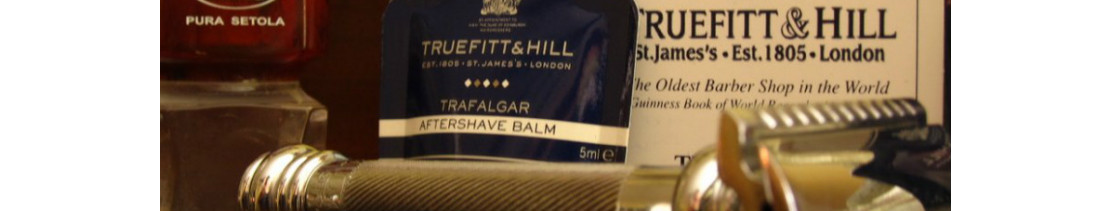 PURA SETOLA
TRUEFITT & HILL
EST. 1805 • ST. JAMES'S • LONDON
TRAFALGAR
AFTERSHAVE BALM
5ml e
TRUEFITT & HILL
St.James's • Est.1805 • London
The Oldest Barber Shop in the World
Guinness Book of World